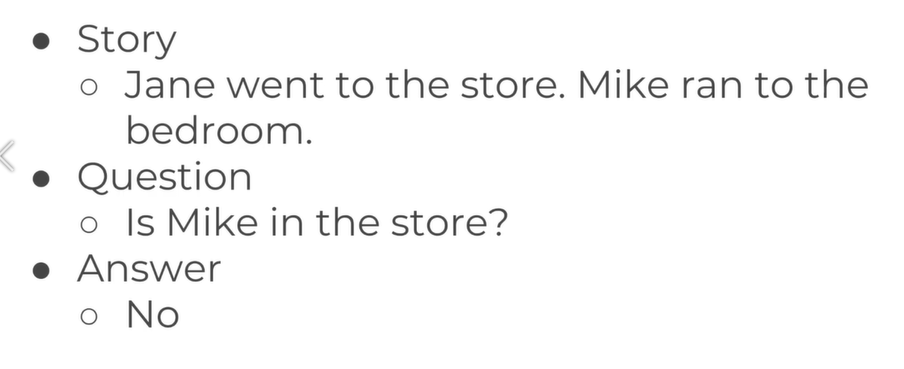 Story
Jane went to the store. Mike ran to the
bedroom.
Question
Is Mike in the store?
Answer
No